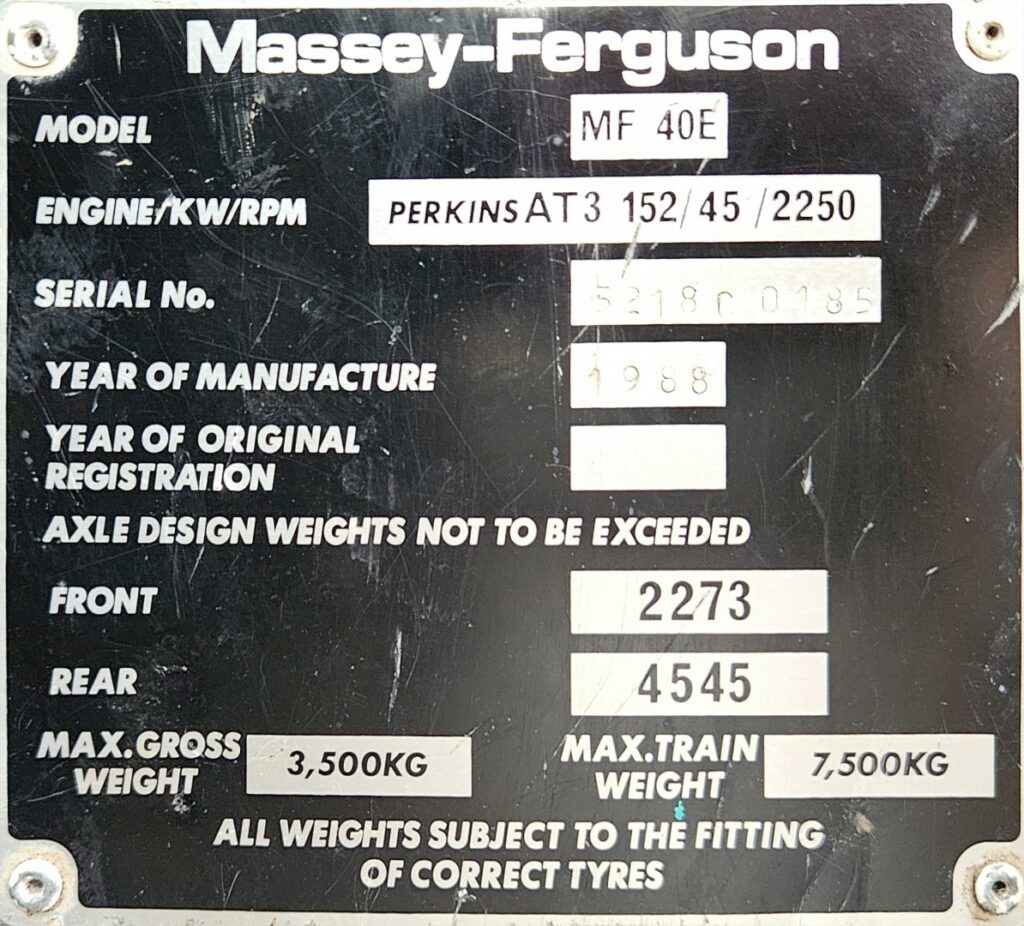 Massey-Ferguson
MODEL MF 40E
ENGINE/KW/RPM PERKINS AT3 152/45/2250
SERIAL No.
YEAR OF MANUFACTURE 1988
YEAR OF ORIGINAL
REGISTRATION
AXLE DESIGN WEIGHTS NOT TO BE EXCEEDED
FRONT 2273
REAR 4545
MAX.GROSS WEIGHT 3,500KG MAX.TRAIN WEIGHT 7,500KG
ALL WEIGHTS SUBJECT TO THE FITTING
OF CORRECT TYRES